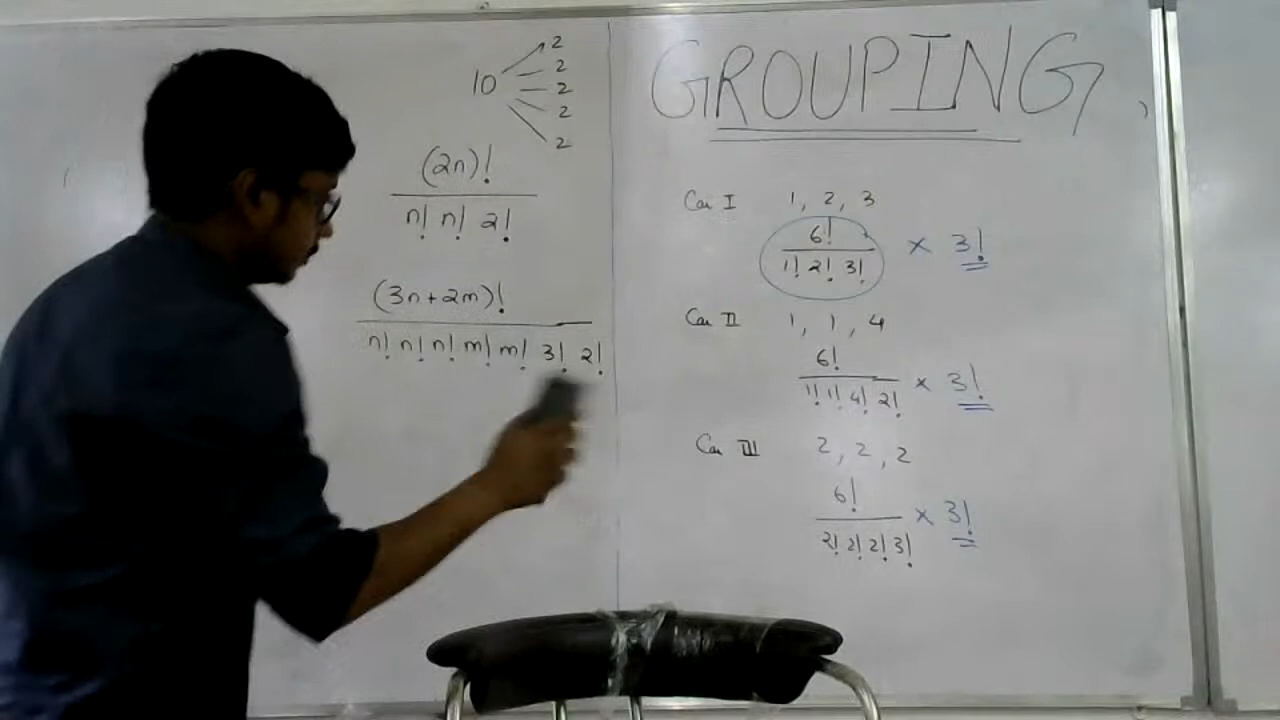 10
2
2
2
2
2
(2n)!
n! n! 2!
(3n+2m)!
n! n! n! m! m! 3! 2!
GROUPING
Case I 1, 2, 3
6!
1! 2! 3!
× 3!
Case II 1, 1, 4
6!
1! 1! 4! 2!
× 3!
Case III 2, 2, 2
6!
2! 2! 2! 3!
× 3!